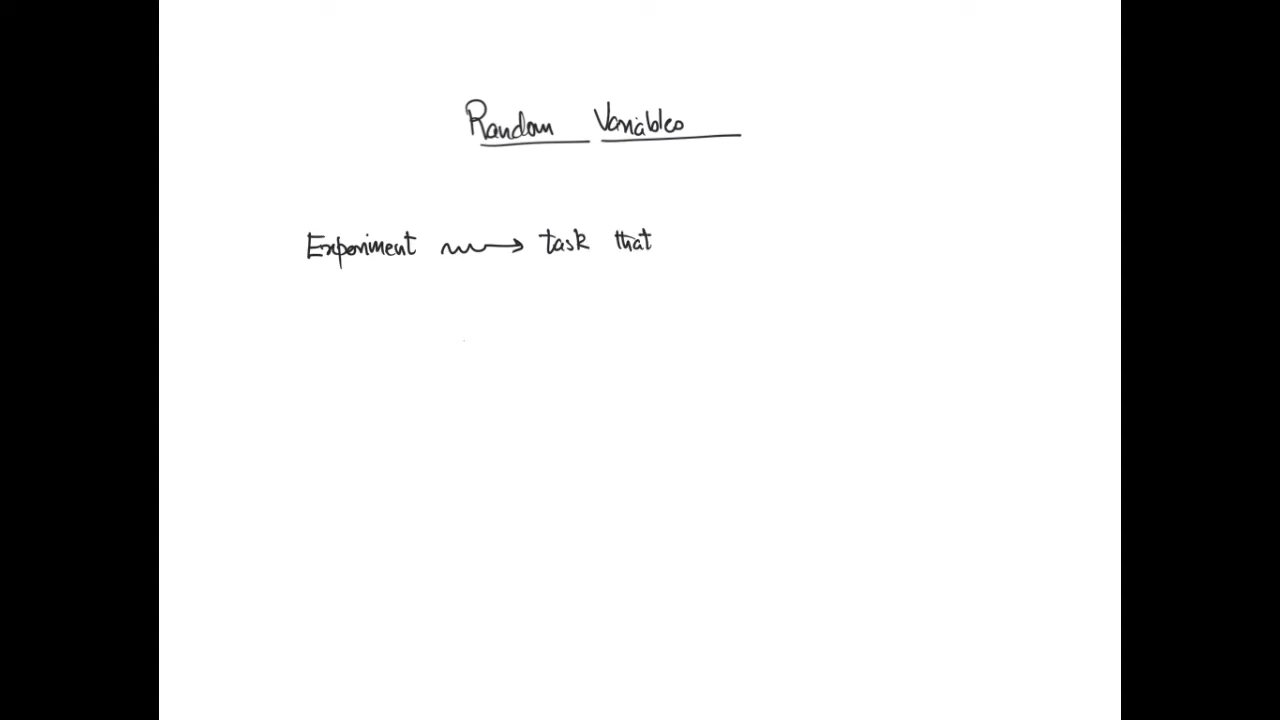 Random Variables
Experiment → task that